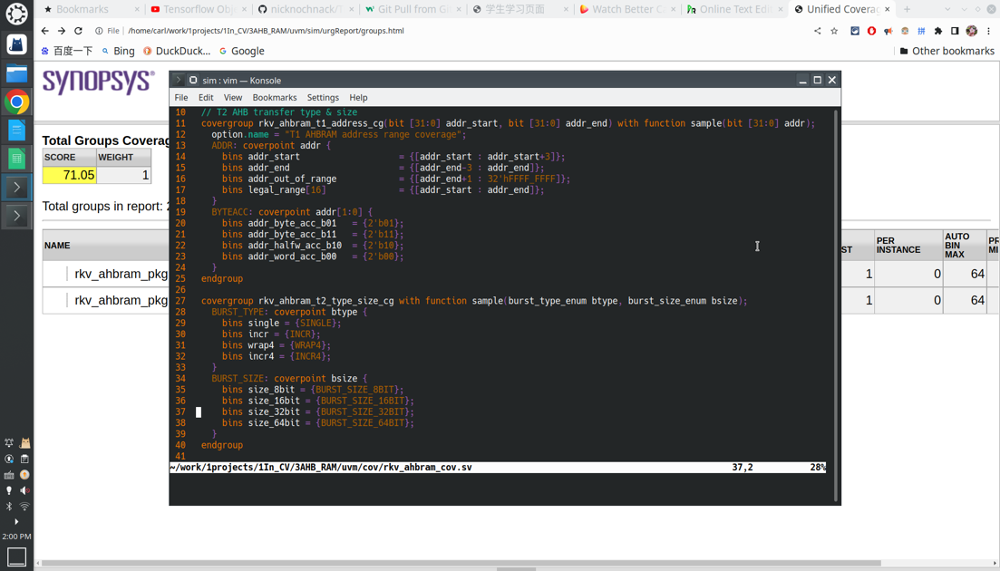 Bookmarks
Tensorflow Obj
nicknochnack/T
Git Pull from Gi
学生学习页面
Watch Better C
Online Text Edi
Unified Coverag
File /home/carl/work/1projects/1In_CV/3AHB_RAM/uvm/sim/urgReport/groups.html
百度一下 Bing DuckDuck... Google Other bookmarks
SYNOPSYS®
Total Groups Coverag
SCORE WEIGHT
71.05 1
Total groups in report: 2
NAME
ST
PER INSTANCE
AUTO BIN MAX
rkv_ahbram_pkg
1 0 64
rkv_ahbram_pkg
1 0 64
sim : vim — Konsole
File Edit View Bookmarks Settings Help
10 // T2 AHB transfer type & size
11 covergroup rkv_ahbram_t1_address_cg(bit [31:0] addr_start, bit [31:0] addr_end) with function sample(bit [31:0] addr);
12 option.name = "T1 AHBRAM address range coverage";
13 ADDR: coverpoint addr {
14 bins addr_start = {[addr_start : addr_start+3]};
15 bins addr_end = {[addr_end-3 : addr_end]};
16 bins addr_out_of_range = {[addr_end+1 : 32'hFFFF_FFFF]};
17 bins legal_range[16] = {[addr_start : addr_end]};
18 }
19 BYTEACC: coverpoint addr[1:0] {
20 bins addr_byte_acc_b01 = {2'b01};
21 bins addr_byte_acc_b11 = {2'b11};
22 bins addr_halfw_acc_b10 = {2'b10};
23 bins addr_word_acc_b00 = {2'b00};
24 }
25 endgroup
26
27 covergroup rkv_ahbram_t2_type_size_cg with function sample(burst_type_enum btype, burst_size_enum bsize);
28 BURST_TYPE: coverpoint btype {
29 bins single = {SINGLE};
30 bins incr = {INCR};
31 bins wrap4 = {WRAP4};
32 bins incr4 = {INCR4};
33 }
34 BURST_SIZE: coverpoint bsize {
35 bins size_8bit = {BURST_SIZE_8BIT};
36 bins size_16bit = {BURST_SIZE_16BIT};
37 bins size_32bit = {BURST_SIZE_32BIT};
38 bins size_64bit = {BURST_SIZE_64BIT};
39 }
40 endgroup
41
~/work/1projects/1In_CV/3AHB_RAM/uvm/cov/rkv_ahbram_cov.sv 37,2 28%
2:00 PM